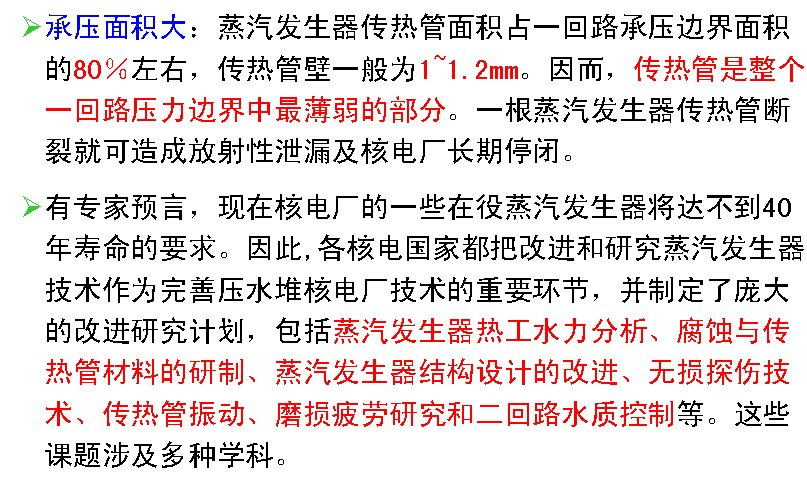 承压面积大：蒸汽发生器传热管面积占一回路承压边界面积
的80％左右，传热管壁一般为1~1.2mm。因而，传热管是整个
一回路压力边界中最薄弱的部分。一根蒸汽发生器传热管断
裂就可造成放射性泄漏及核电厂长期停闭。
有专家预言，现在核电厂的一些在役蒸汽发生器将达不到40
年寿命的要求。因此,各核电国家都把改进和研究蒸汽发生器
技术作为完善压水堆核电厂技术的重要环节，并制定了庞大
的改进研究计划，包括蒸汽发生器热工水力分析、腐蚀与传
热管材料的研制、蒸汽发生器结构设计的改进、无损探伤技
术、传热管振动、磨损疲劳研究和二回路水质控制等。这些
课题涉及多种学科。